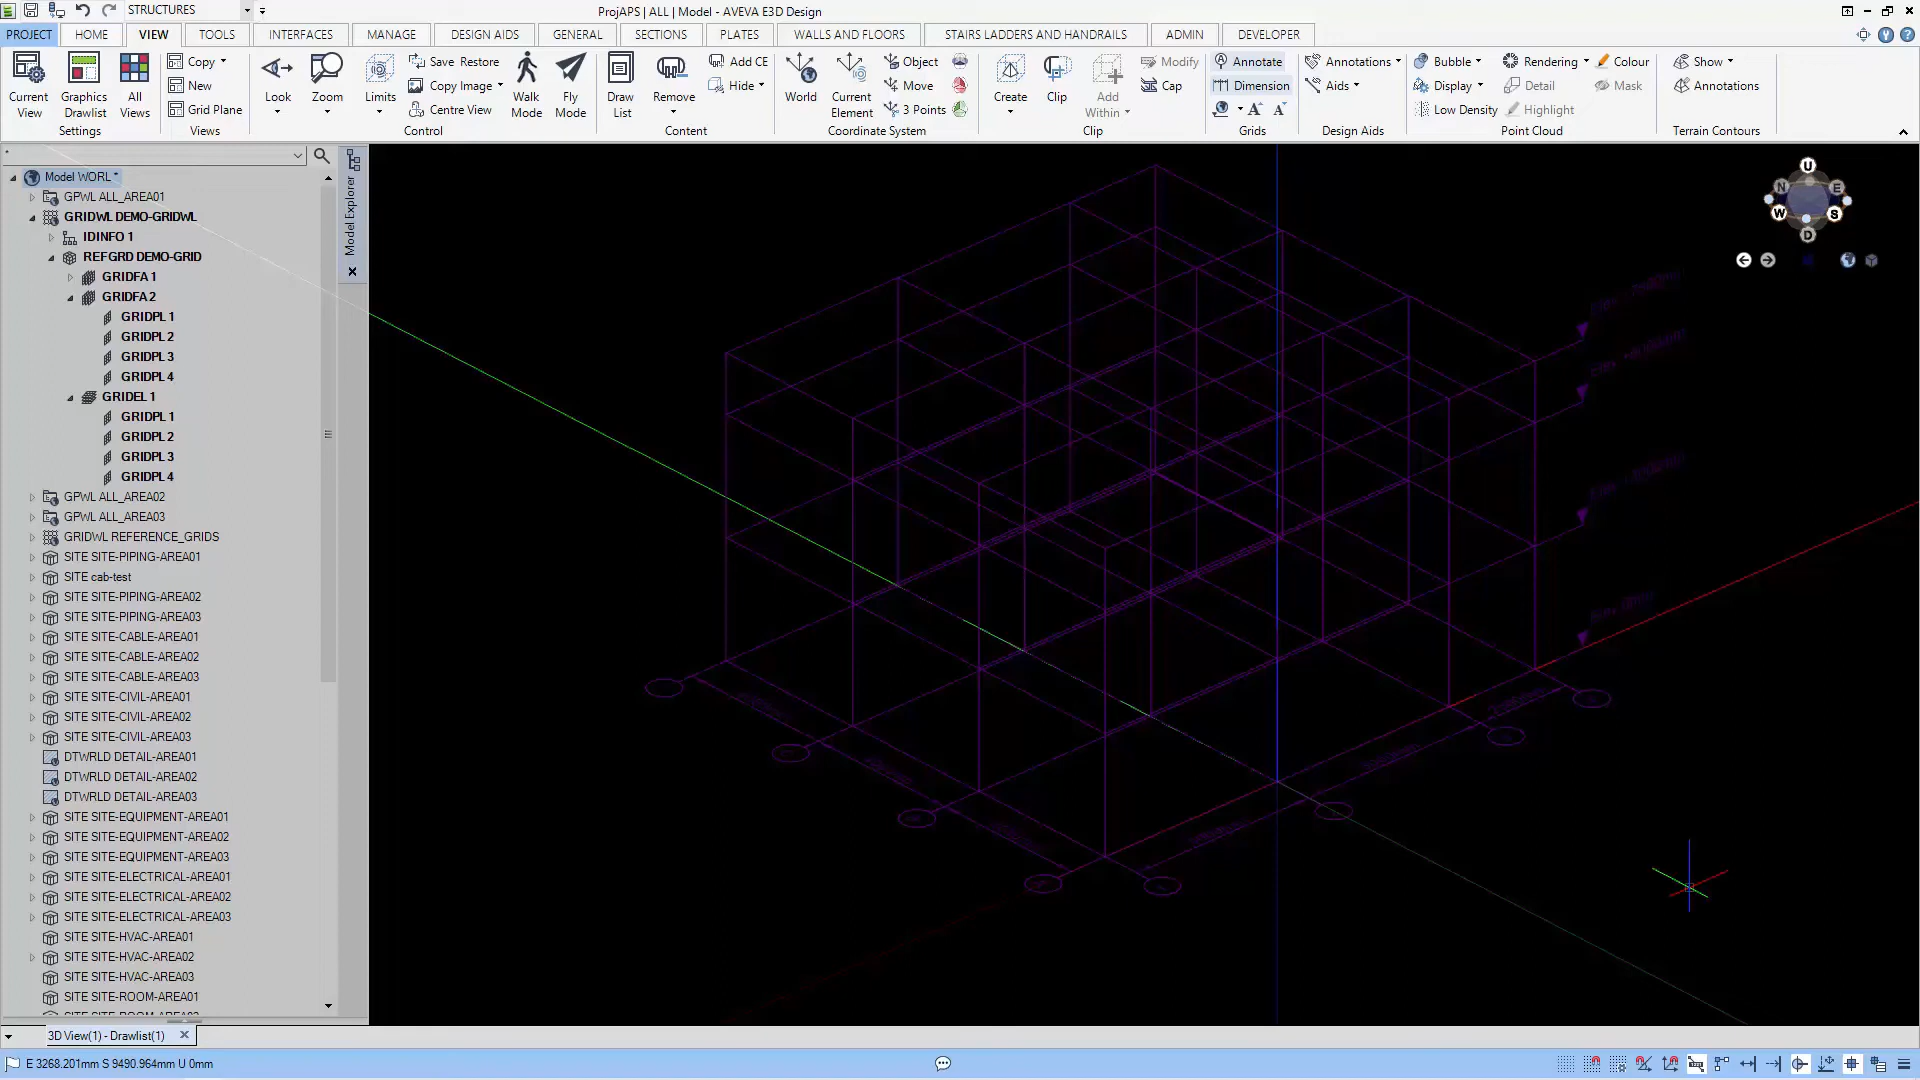 STRUCTURES
ProjAPS | ALL | Model - AVEVA E3D Design
PROJECT HOME VIEW TOOLS INTERFACES MANAGE DESIGN AIDS GENERAL SECTIONS PLATES WALLS AND FLOORS STAIRS LADDERS AND HANDRAILS ADMIN DEVELOPER
Current View
Graphics Drawlist
All Views
Settings
Copy
New
Grid Plane
Views
Look
Zoom
Limits
Save Restore
Copy Image
Centre View
Walk Mode
Fly Mode
Control
Draw List
Remove
Add CE
Hide
Content
World
Current Element
Object
Move
3 Points
Coordinate System
Create
Clip
Add Within
Modify
Cap
Clip
Annotate
Dimension
Grids
Annotations
Aids
Design Aids
Bubble
Display
Low Density
Rendering
Detail
Highlight
Colour
Mask
Point Cloud
Show
Annotations
Terrain Contours
*
Model Explorer
Model WORL *
GPWL ALL_AREA01
GRIDWL DEMO-GRIDWL
IDINFO 1
REFGRD DEMO-GRID
GRIDFA 1
GRIDFA 2
GRIDPL 1
GRIDPL 2
GRIDPL 3
GRIDPL 4
GRIDEL 1
GRIDPL 1
GRIDPL 2
GRIDPL 3
GRIDPL 4
GPWL ALL_AREA02
GPWL ALL_AREA03
GRIDWL REFERENCE_GRIDS
SITE SITE-PIPING-AREA01
SITE cab-test
SITE SITE-PIPING-AREA02
SITE SITE-PIPING-AREA03
SITE SITE-CABLE-AREA01
SITE SITE-CABLE-AREA02
SITE SITE-CABLE-AREA03
SITE SITE-CIVIL-AREA01
SITE SITE-CIVIL-AREA02
SITE SITE-CIVIL-AREA03
DTWRLD DETAIL-AREA01
DTWRLD DETAIL-AREA02
DTWRLD DETAIL-AREA03
SITE SITE-EQUIPMENT-AREA01
SITE SITE-EQUIPMENT-AREA02
SITE SITE-EQUIPMENT-AREA03
SITE SITE-ELECTRICAL-AREA01
SITE SITE-ELECTRICAL-AREA02
SITE SITE-ELECTRICAL-AREA03
SITE SITE-HVAC-AREA01
SITE SITE-HVAC-AREA02
SITE SITE-HVAC-AREA03
SITE SITE-ROOM-AREA01
U
N E
W S
D
3D View(1) - Drawlist(1)
E 3268.201mm S 9490.964mm U 0mm